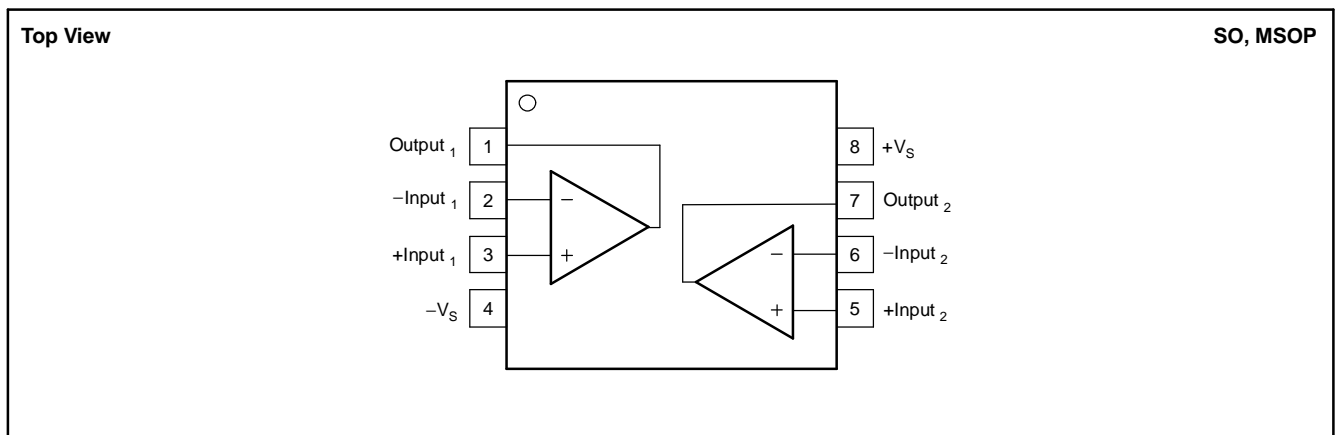 Top View
SO, MSOP
Output 1 1
−Input 1 2
+Input 1 3
−VS 4
−
+
8 +VS
7 Output 2
6 −Input 2
5 +Input 2
−
+